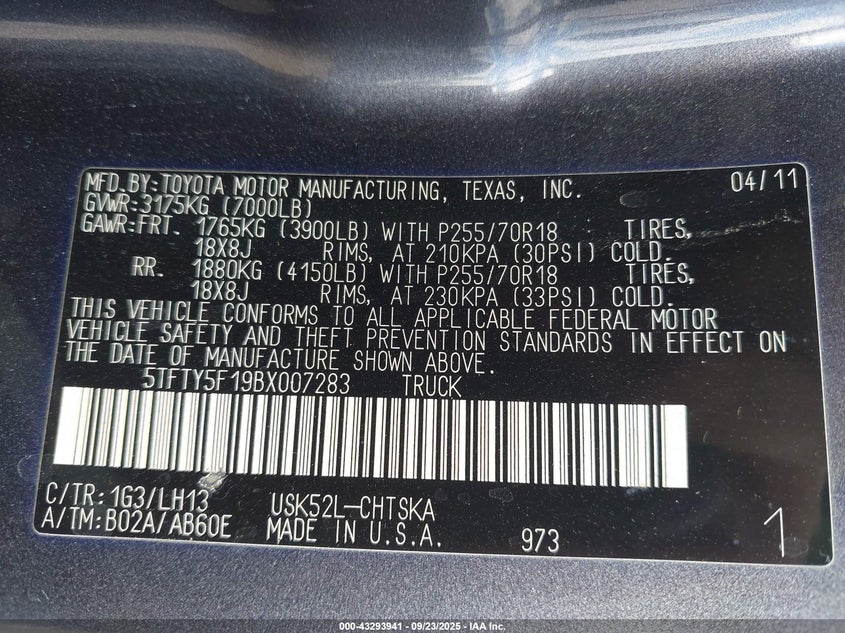 MFD.BY:TOYOTA MOTOR MANUFACTURING, TEXAS, INC. 04/11
GVWR:3175KG (7000LB)
GAWR:FRT. 1765KG (3900LB) WITH P255/70R18 TIRES,
18X8J RIMS, AT 210KPA (30PSI) COLD.
RR. 1880KG (4150LB) WITH P255/70R18 TIRES,
18X8J RIMS, AT 230KPA (33PSI) COLD.
THIS VEHICLE CONFORMS TO ALL APPLICABLE FEDERAL MOTOR
VEHICLE SAFETY AND THEFT PREVENTION STANDARDS IN EFFECT ON
THE DATE OF MANUFACTURE SHOWN ABOVE.
5TFTY5F19BX007283 TRUCK
C/TR:1G3/LH13 USK52L-CHTSKA
A/TM:B02A/AB60E MADE IN U.S.A. 973 1
000-43293941 - 09/23/2025 - IAA Inc.